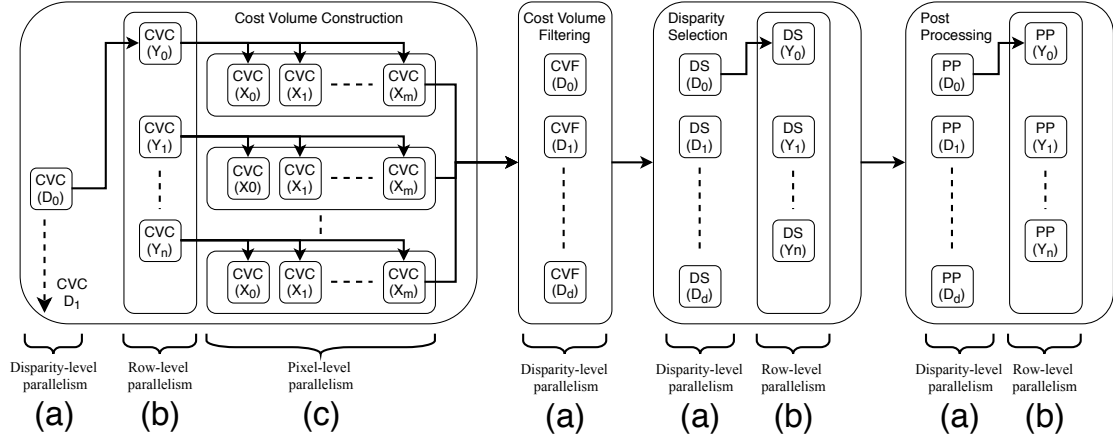 Cost Volume Construction
CVC
(D0)
CVC
D1
CVC
(Y0)
CVC
(Y1)
CVC
(Yn)
CVC
(X0)
CVC
(X1)
CVC
(Xm)
CVC
(X0)
CVC
(X1)
CVC
(Xm)
CVC
(X0)
CVC
(X1)
CVC
(Xm)
Cost Volume
Filtering
CVF
(D0)
CVF
(D1)
CVF
(Dd)
Disparity
Selection
DS
(D0)
DS
(D1)
DS
(Dd)
DS
(Y0)
DS
(Y1)
DS
(Yn)
Post
Processing
PP
(D0)
PP
(D1)
PP
(Dd)
PP
(Y0)
PP
(Y1)
PP
(Yn)
Disparity-level
parallelism
(a)
Row-level
parallelism
(b)
Pixel-level
parallelism
(c)
Disparity-level
parallelism
(a)
Disparity-level
parallelism
(a)
Row-level
parallelism
(b)
Disparity-level
parallelism
(a)
Row-level
parallelism
(b)